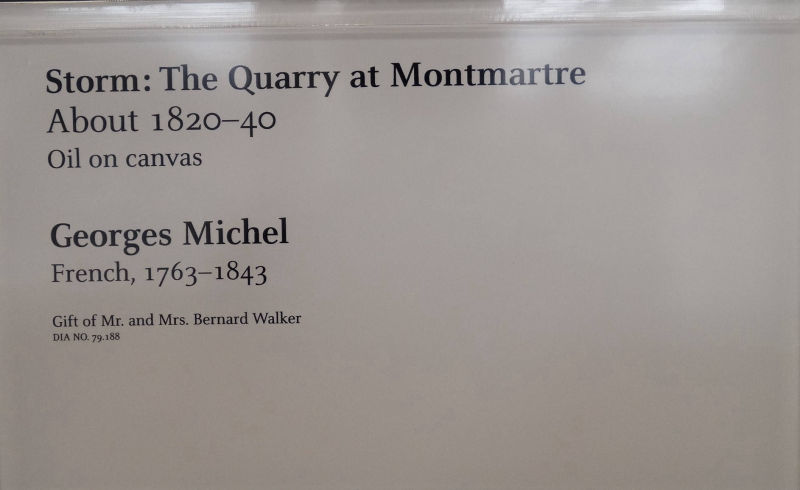 Storm: The Quarry at Montmartre
About 1820–40
Oil on canvas
Georges Michel
French, 1763–1843
Gift of Mr. and Mrs. Bernard Walker
DIA NO. 79.188